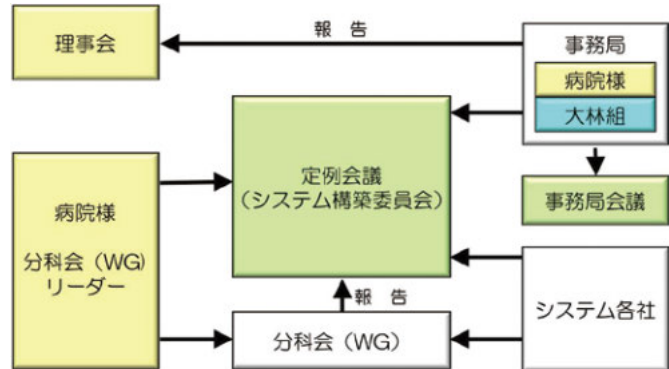 理事会
報　告
事務局
病院様
大林組
定例会議
（システム構築委員会）
事務局会議
病院様
分科会（WG）
リーダー
報　告
分科会（WG）
システム各社